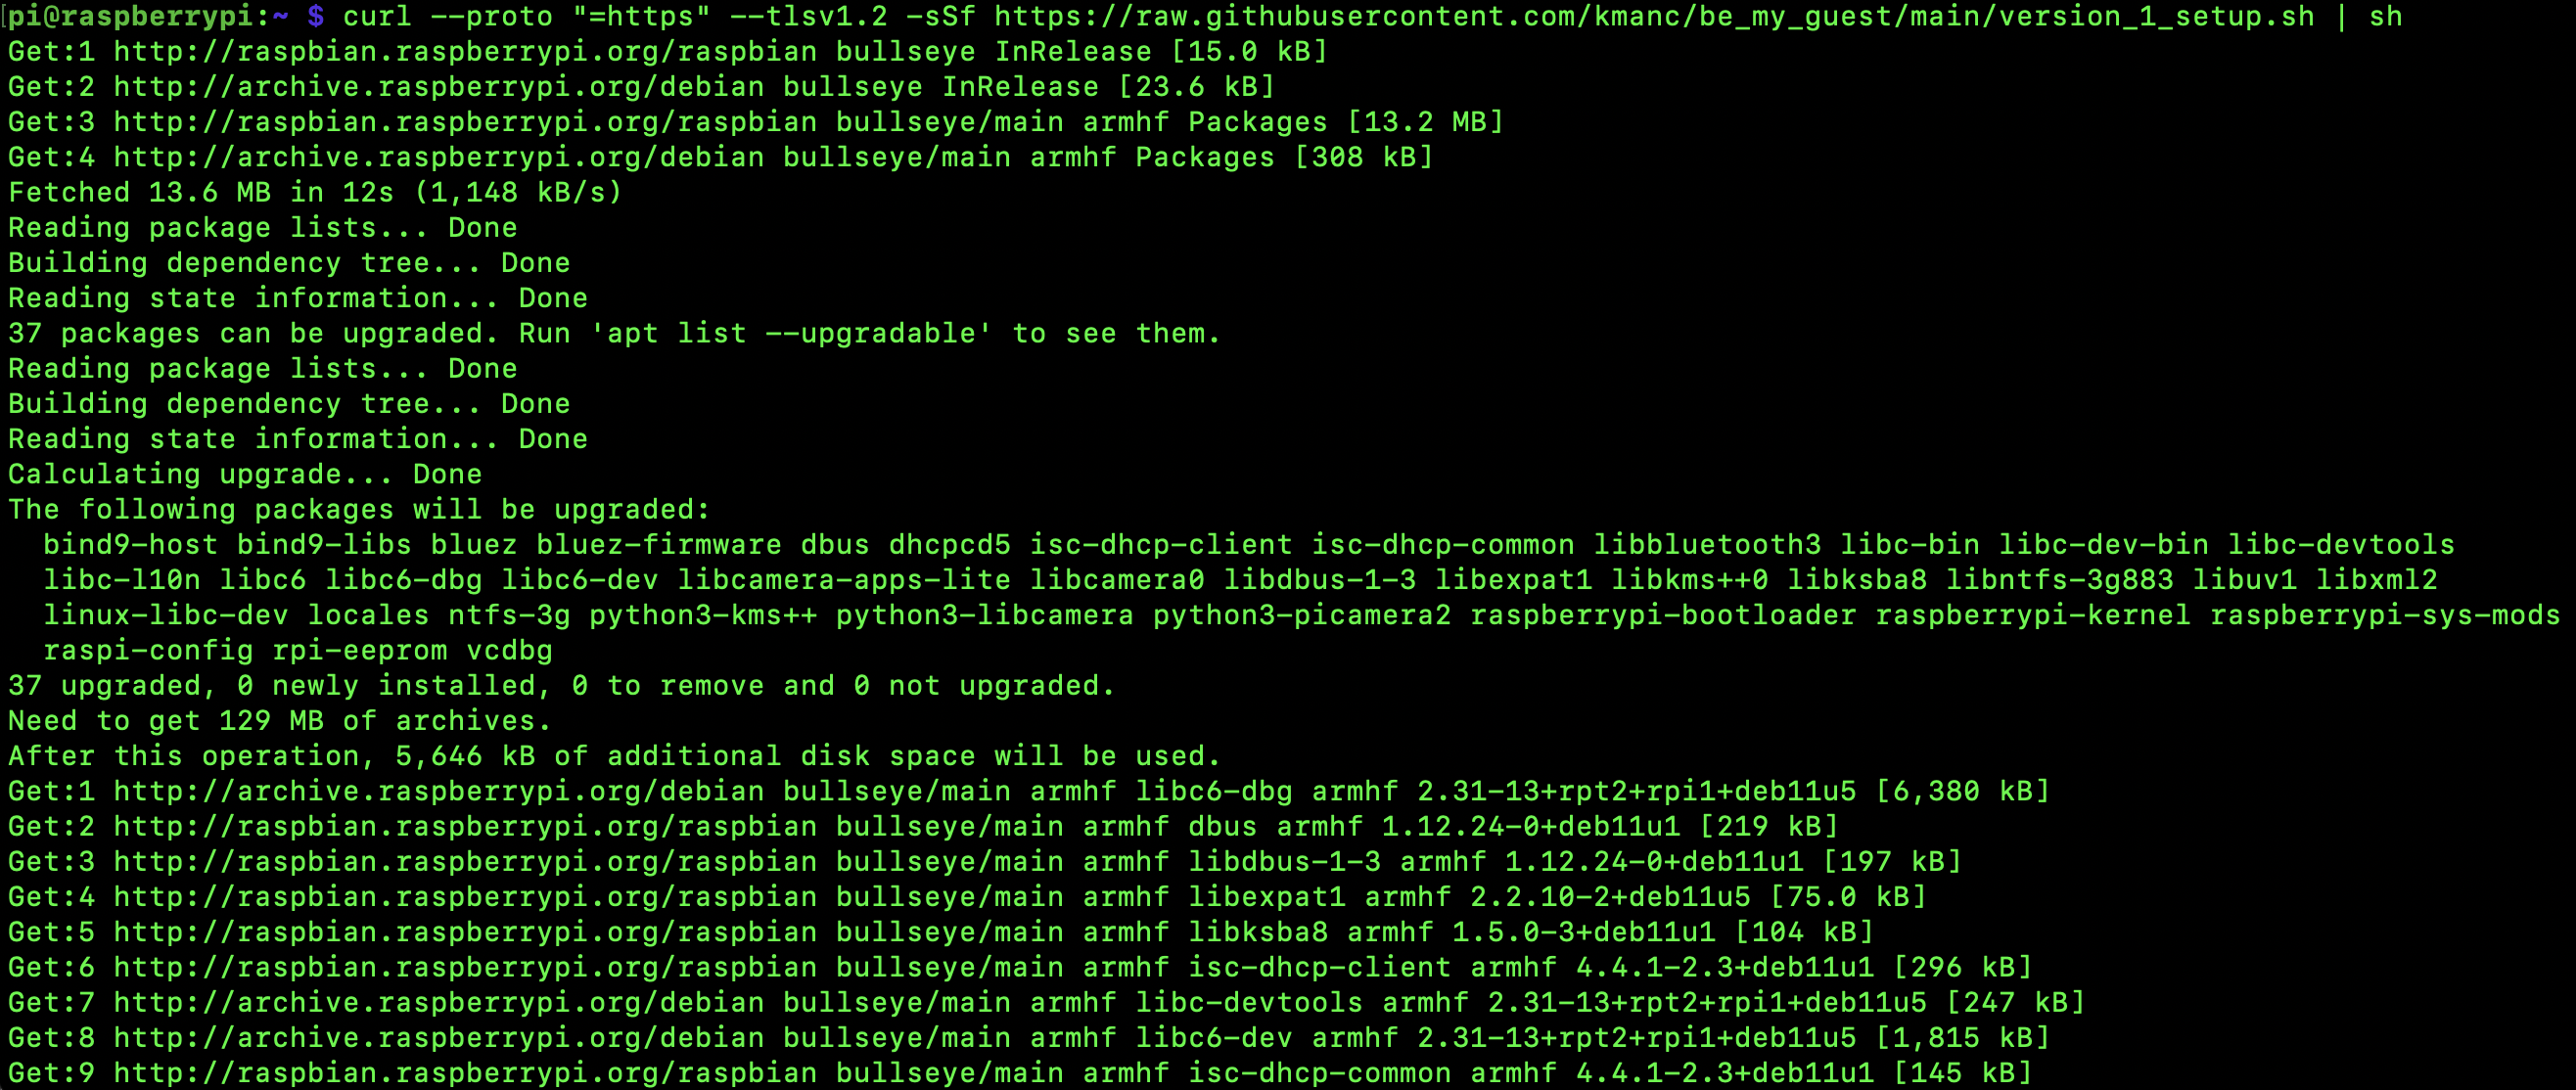 pi@raspberrypi:~ $ curl --proto "=https" --tlsv1.2 -sSf https://raw.githubusercontent.com/kmanc/be_my_guest/main/version_1_setup.sh | sh
Get:1 http://raspbian.raspberrypi.org/raspbian bullseye InRelease [15.0 kB]
Get:2 http://archive.raspberrypi.org/debian bullseye InRelease [23.6 kB]
Get:3 http://raspbian.raspberrypi.org/raspbian bullseye/main armhf Packages [13.2 MB]
Get:4 http://archive.raspberrypi.org/debian bullseye/main armhf Packages [308 kB]
Fetched 13.6 MB in 12s (1,148 kB/s)
Reading package lists... Done
Building dependency tree... Done
Reading state information... Done
37 packages can be upgraded. Run 'apt list --upgradable' to see them.
Reading package lists... Done
Building dependency tree... Done
Reading state information... Done
Calculating upgrade... Done
The following packages will be upgraded:
  bind9-host bind9-libs bluez bluez-firmware dbus dhcpcd5 isc-dhcp-client isc-dhcp-common libbluetooth3 libc-bin libc-dev-bin libc-devtools
  libc-l10n libc6 libc6-dbg libc6-dev libcamera-apps-lite libcamera0 libdbus-1-3 libexpat1 libkms++0 libksba8 libntfs-3g883 libuv1 libxml2
  linux-libc-dev locales ntfs-3g python3-kms++ python3-libcamera python3-picamera2 raspberrypi-bootloader raspberrypi-kernel raspberrypi-sys-mods
  raspi-config rpi-eeprom vcdbg
37 upgraded, 0 newly installed, 0 to remove and 0 not upgraded.
Need to get 129 MB of archives.
After this operation, 5,646 kB of additional disk space will be used.
Get:1 http://archive.raspberrypi.org/debian bullseye/main armhf libc6-dbg armhf 2.31-13+rpt2+rpi1+deb11u5 [6,380 kB]
Get:2 http://raspbian.raspberrypi.org/raspbian bullseye/main armhf dbus armhf 1.12.24-0+deb11u1 [219 kB]
Get:3 http://raspbian.raspberrypi.org/raspbian bullseye/main armhf libdbus-1-3 armhf 1.12.24-0+deb11u1 [197 kB]
Get:4 http://raspbian.raspberrypi.org/raspbian bullseye/main armhf libexpat1 armhf 2.2.10-2+deb11u5 [75.0 kB]
Get:5 http://raspbian.raspberrypi.org/raspbian bullseye/main armhf libksba8 armhf 1.5.0-3+deb11u1 [104 kB]
Get:6 http://raspbian.raspberrypi.org/raspbian bullseye/main armhf isc-dhcp-client armhf 4.4.1-2.3+deb11u1 [296 kB]
Get:7 http://archive.raspberrypi.org/debian bullseye/main armhf libc-devtools armhf 2.31-13+rpt2+rpi1+deb11u5 [247 kB]
Get:8 http://archive.raspberrypi.org/debian bullseye/main armhf libc6-dev armhf 2.31-13+rpt2+rpi1+deb11u5 [1,815 kB]
Get:9 http://raspbian.raspberrypi.org/raspbian bullseye/main armhf isc-dhcp-common armhf 4.4.1-2.3+deb11u1 [145 kB]